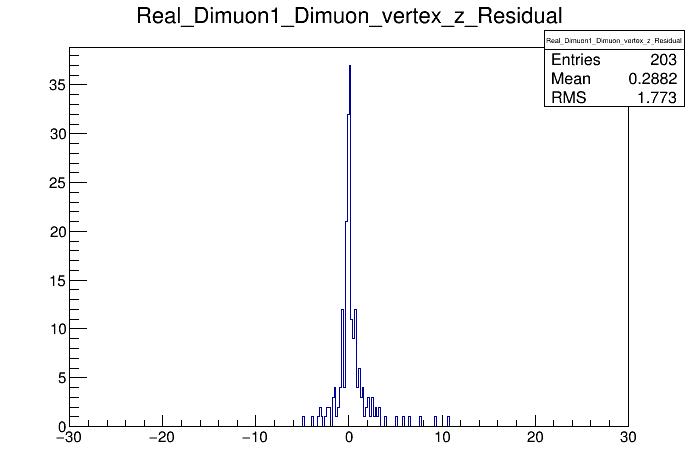 Real_Dimuon1_Dimuon_vertex_z_Residual
Real_Dimuon1_Dimuon_vertex_z_Residual
Entries 203
Mean 0.2882
RMS 1.773
35
30
25
20
15
10
5
0
−30 −20 −10 0 10 20 30